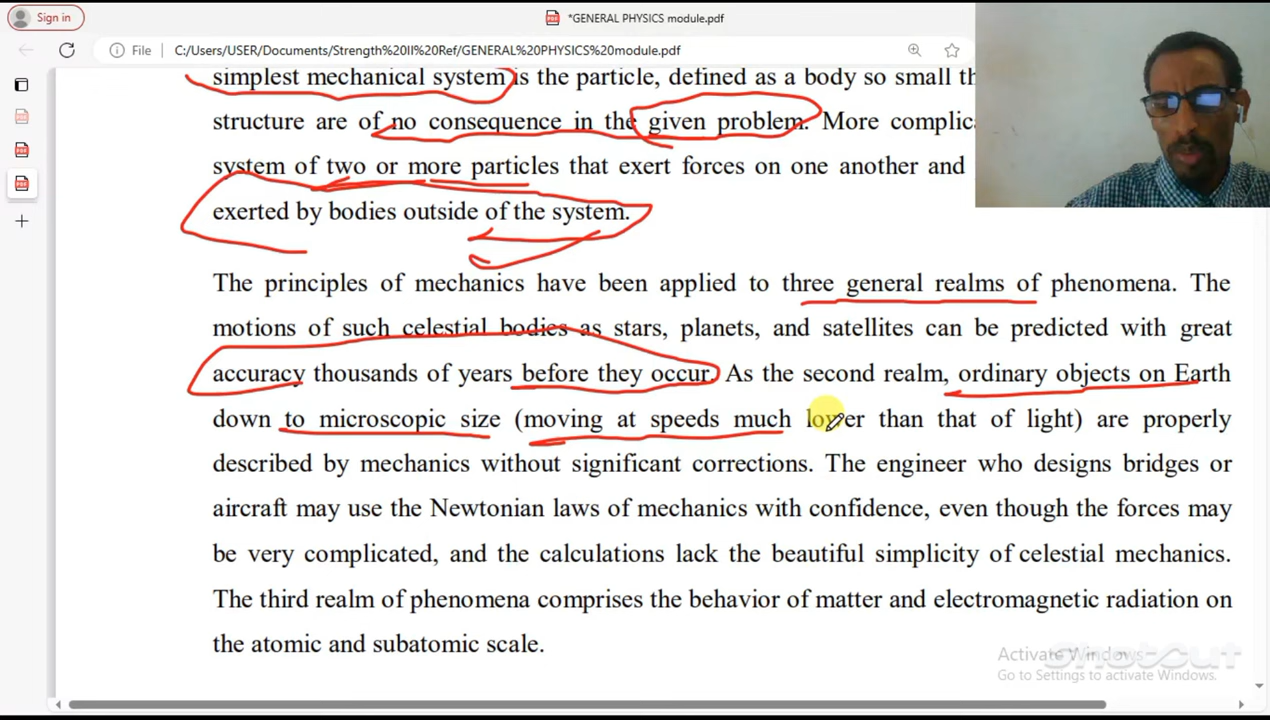 Sign in
*GENERAL PHYSICS module.pdf
File C:/Users/USER/Documents/Strength%20II%20Ref/GENERAL%20PHYSICS%20module.pdf
simplest mechanical system is the particle, defined as a body so small th
structure are of no consequence in the given problem. More complica
system of two or more particles that exert forces on one another and
exerted by bodies outside of the system.
The principles of mechanics have been applied to three general realms of phenomena. The
motions of such celestial bodies as stars, planets, and satellites can be predicted with great
accuracy thousands of years before they occur. As the second realm, ordinary objects on Earth
down to microscopic size (moving at speeds much lower than that of light) are properly
described by mechanics without significant corrections. The engineer who designs bridges or
aircraft may use the Newtonian laws of mechanics with confidence, even though the forces may
be very complicated, and the calculations lack the beautiful simplicity of celestial mechanics.
The third realm of phenomena comprises the behavior of matter and electromagnetic radiation on
the atomic and subatomic scale.
Activate Windows
Shotcut
Go to Settings to activate Windows.